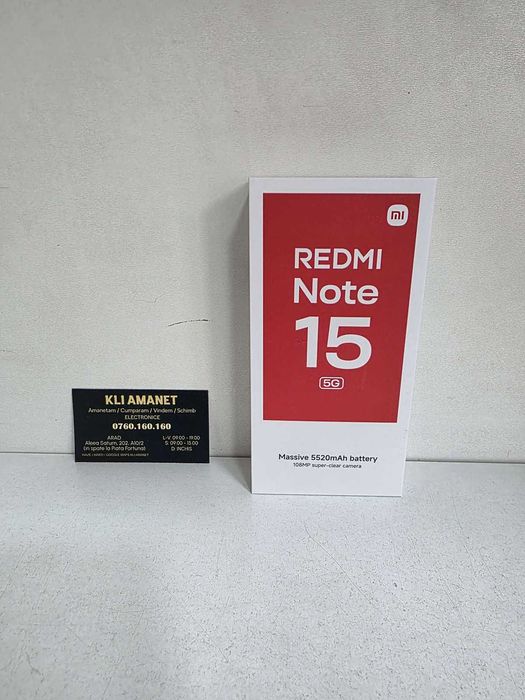 mi
REDMI
Note
15
5G
Massive 5520mAh battery
108MP super-clear camera
KLI AMANET
Amanetam / Cumparam / Vindem / Schimb
ELECTRONICE
0760.160.160
ARAD
Aleea Saturn, 202, A10/2
(in spate la Piata Fortuna)
L-V: 09:00 - 19:00
S: 09:00 - 15:00
D: INCHIS